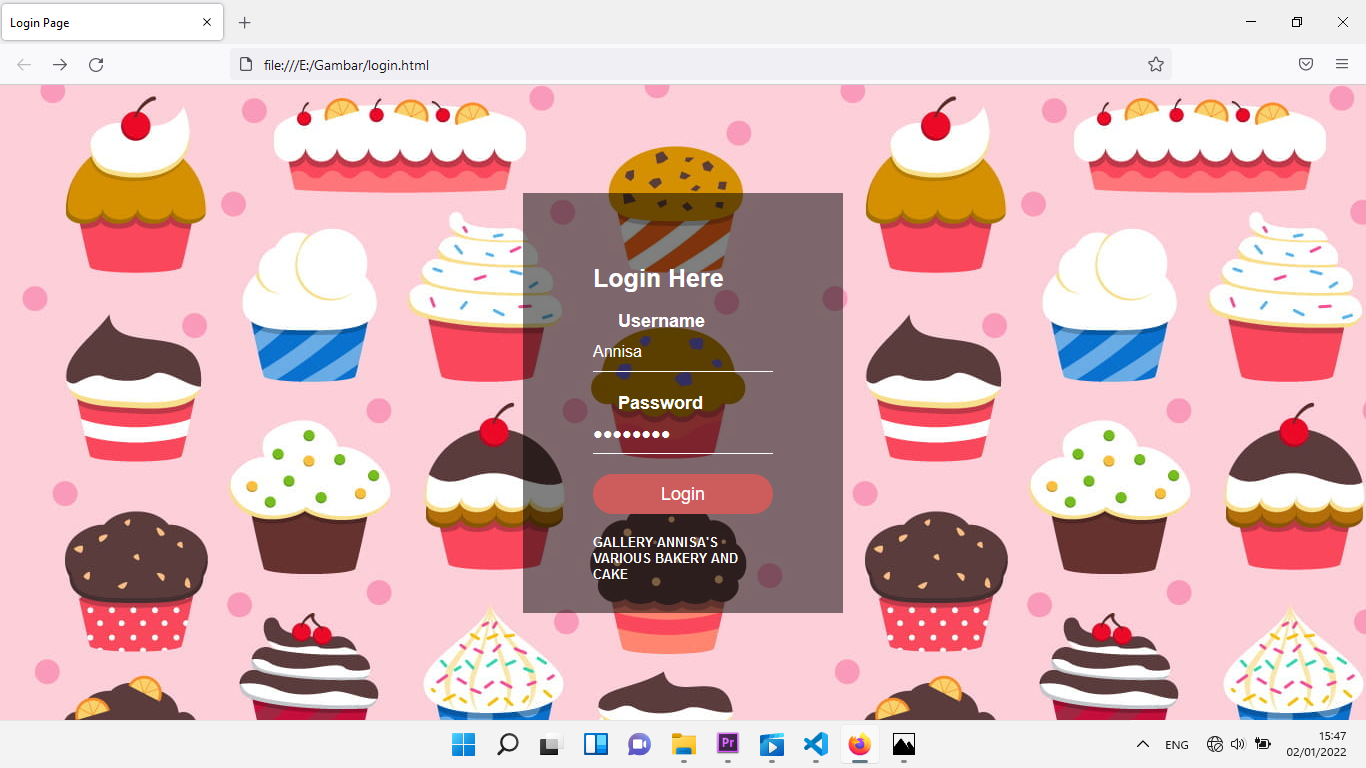 Login Page
file:///E:/Gambar/login.html
Login Here
Username
Annisa
Password
••••••••
Login
GALLERY ANNISA'S
VARIOUS BAKERY AND
CAKE
Pr
ENG
15:47
02/01/2022